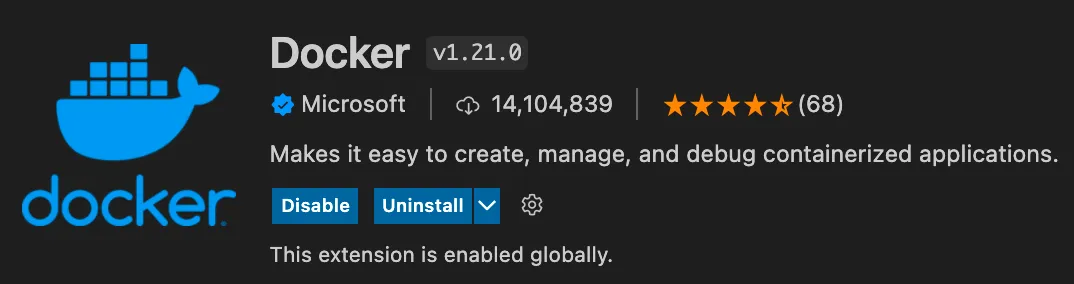 docker
Docker v1.21.0
Microsoft 14,104,839 (68)
Makes it easy to create, manage, and debug containerized applications.
Disable Uninstall
This extension is enabled globally.